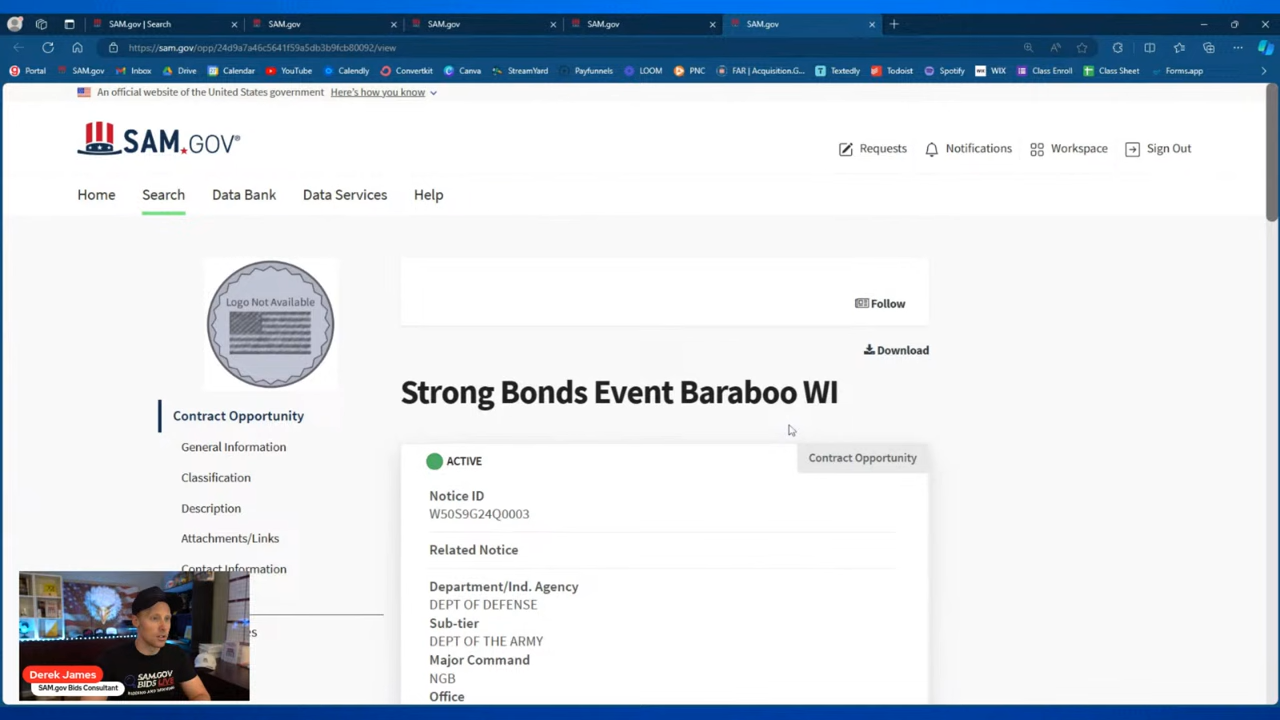 SAM.gov | Search
SAM.gov
SAM.gov
SAM.gov
SAM.gov
https://sam.gov/opp/24d9a7a46c5641f59a5db3b9fcb80092/view
Portal
SAM.gov
Inbox
Drive
Calendar
YouTube
Calendly
Convertkit
Canva
StreamYard
Payfunnels
LOOM
PNC
FAR | Acquisition.G...
Textedly
Todoist
Spotify
WIX
Class Enroll
Class Sheet
Forms.app
An official website of the United States government Here's how you know
SAM.GOV®
Requests
Notifications
Workspace
Sign Out
Home
Search
Data Bank
Data Services
Help
Logo Not Available
Follow
Download
Strong Bonds Event Baraboo WI
Contract Opportunity
General Information
Classification
Description
Attachments/Links
Contact Information
ACTIVE
Contract Opportunity
Notice ID
W50S9G24Q0003
Related Notice
Department/Ind. Agency
DEPT OF DEFENSE
Sub-tier
DEPT OF THE ARMY
Major Command
NGB
Office
SAM.GOV
BIDS LIVE
Derek James
SAM.gov Bids Consultant